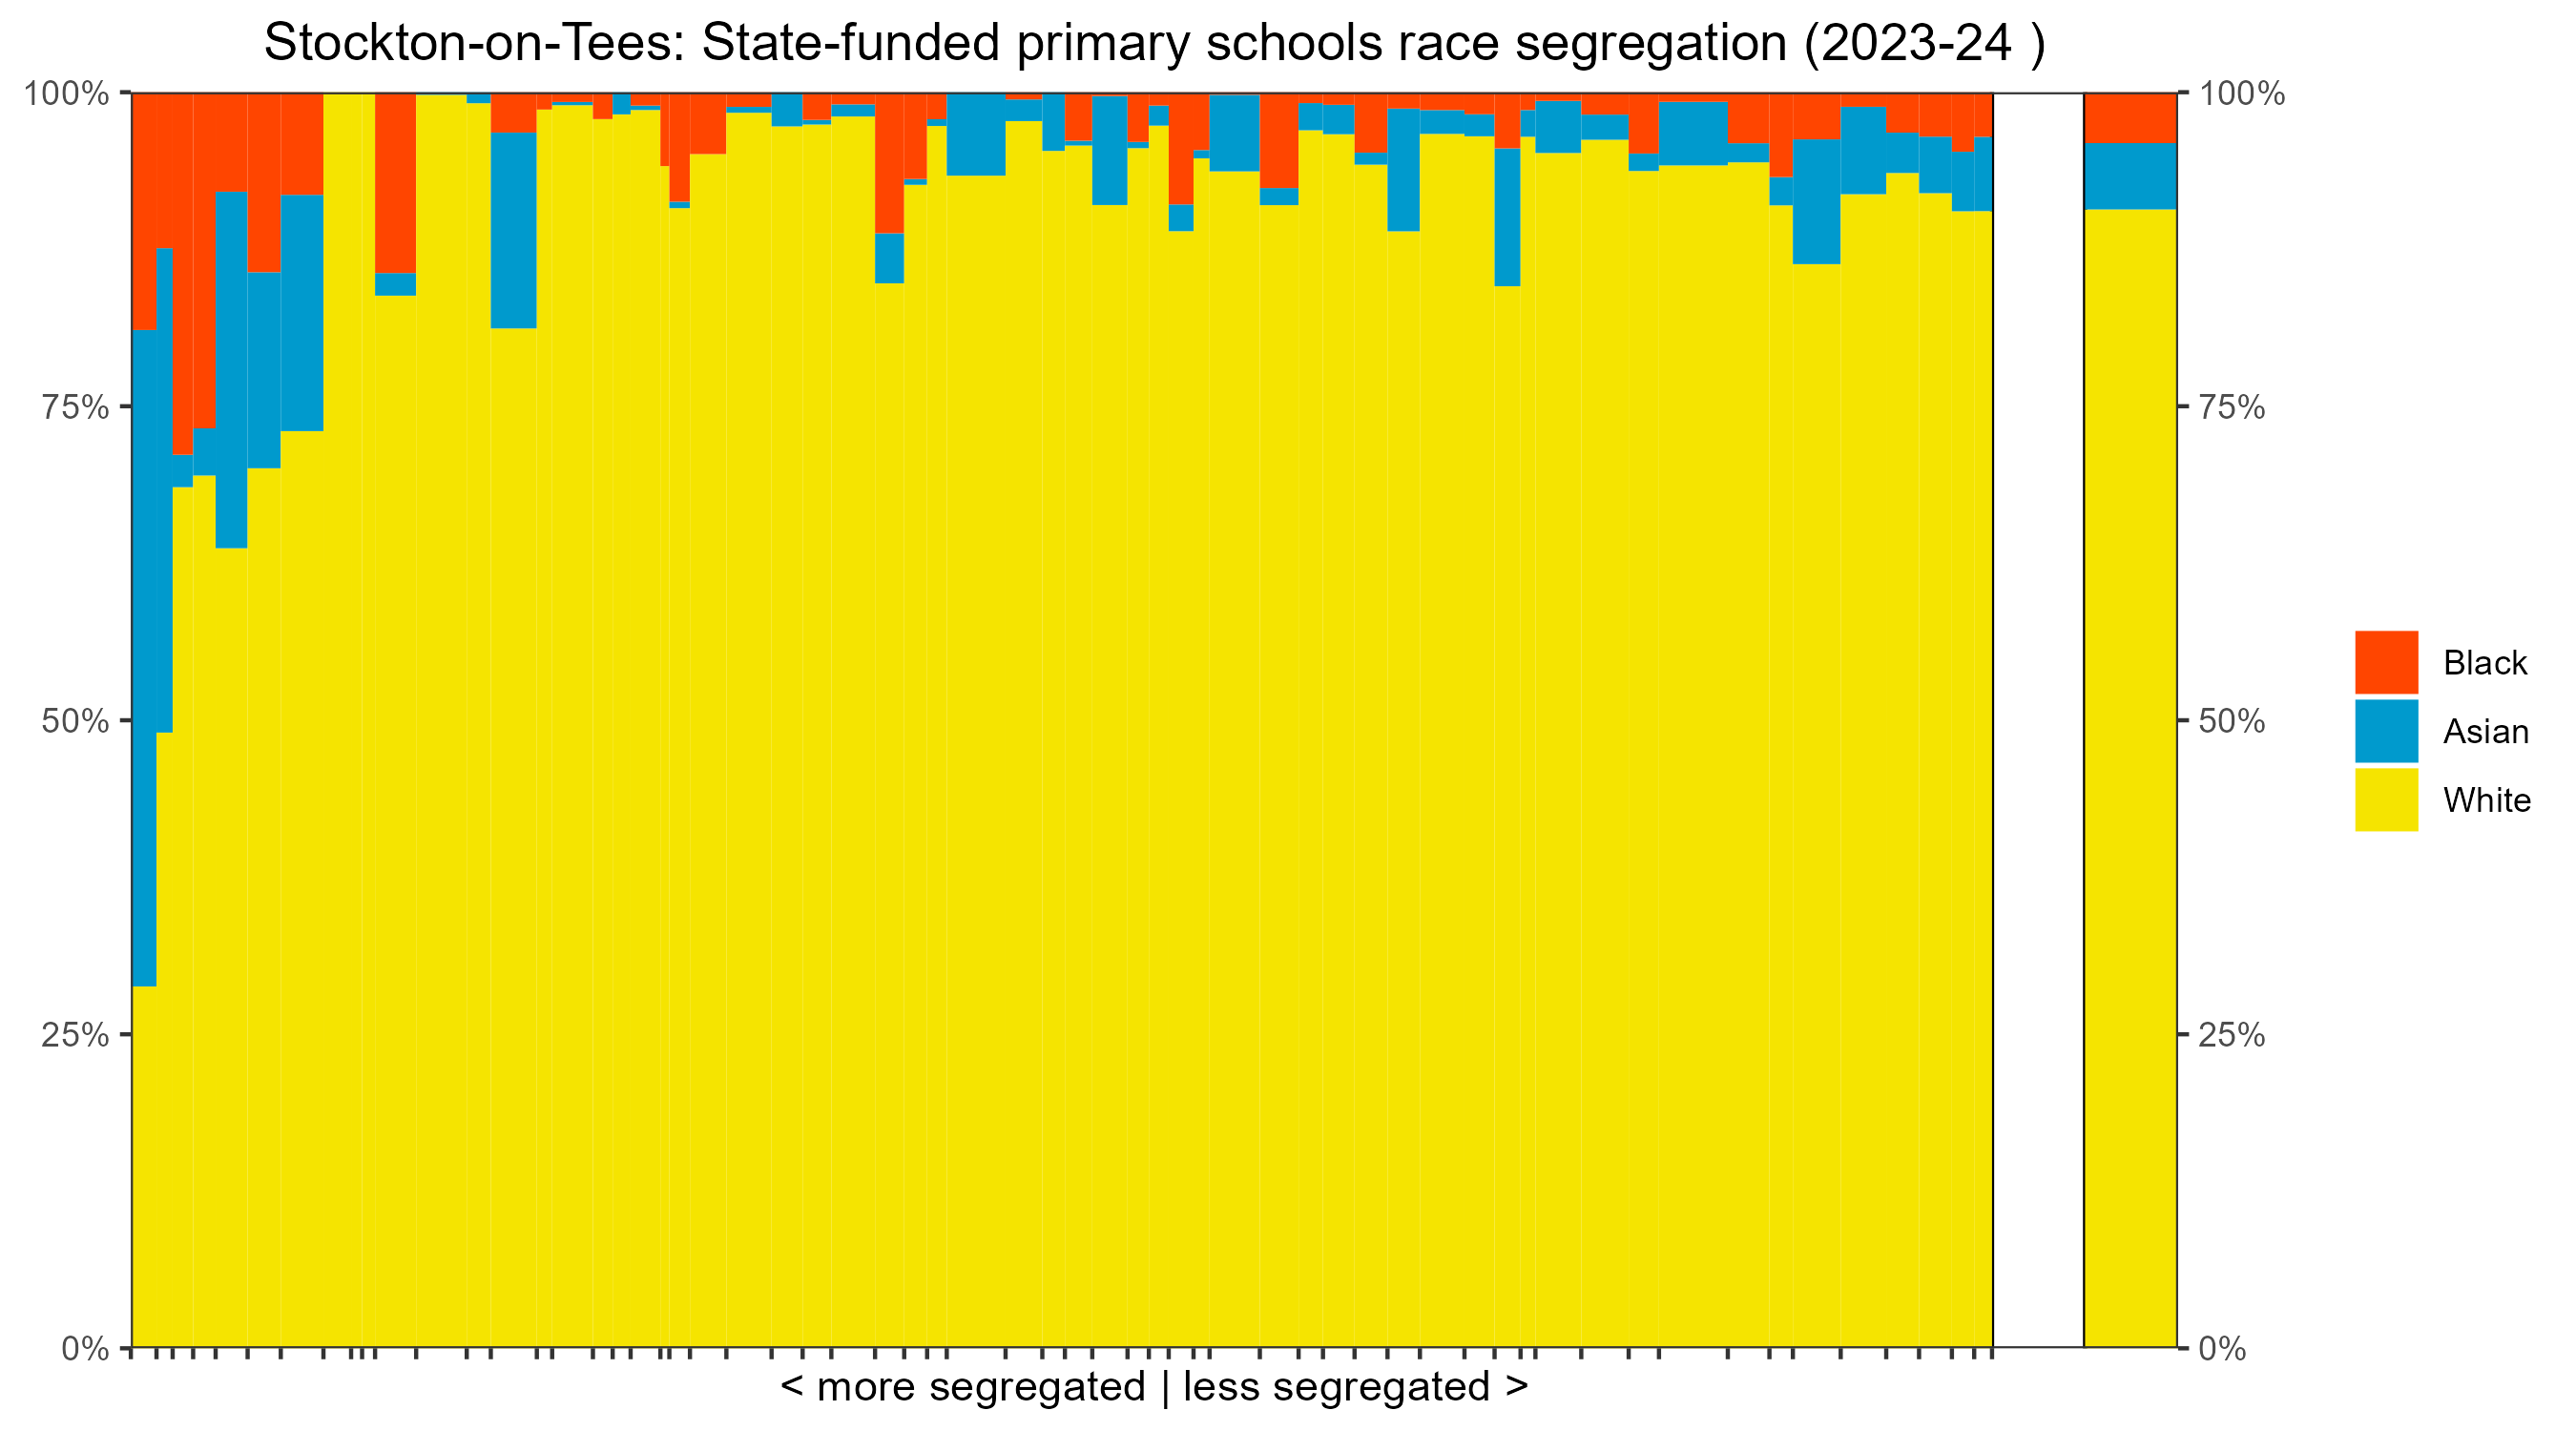 Stockton-on-Tees: State-funded primary schools race segregation (2023-24 )
100%
75%
50%
25%
0%
100%
75%
50%
25%
0%
Black
Asian
White
< more segregated | less segregated >